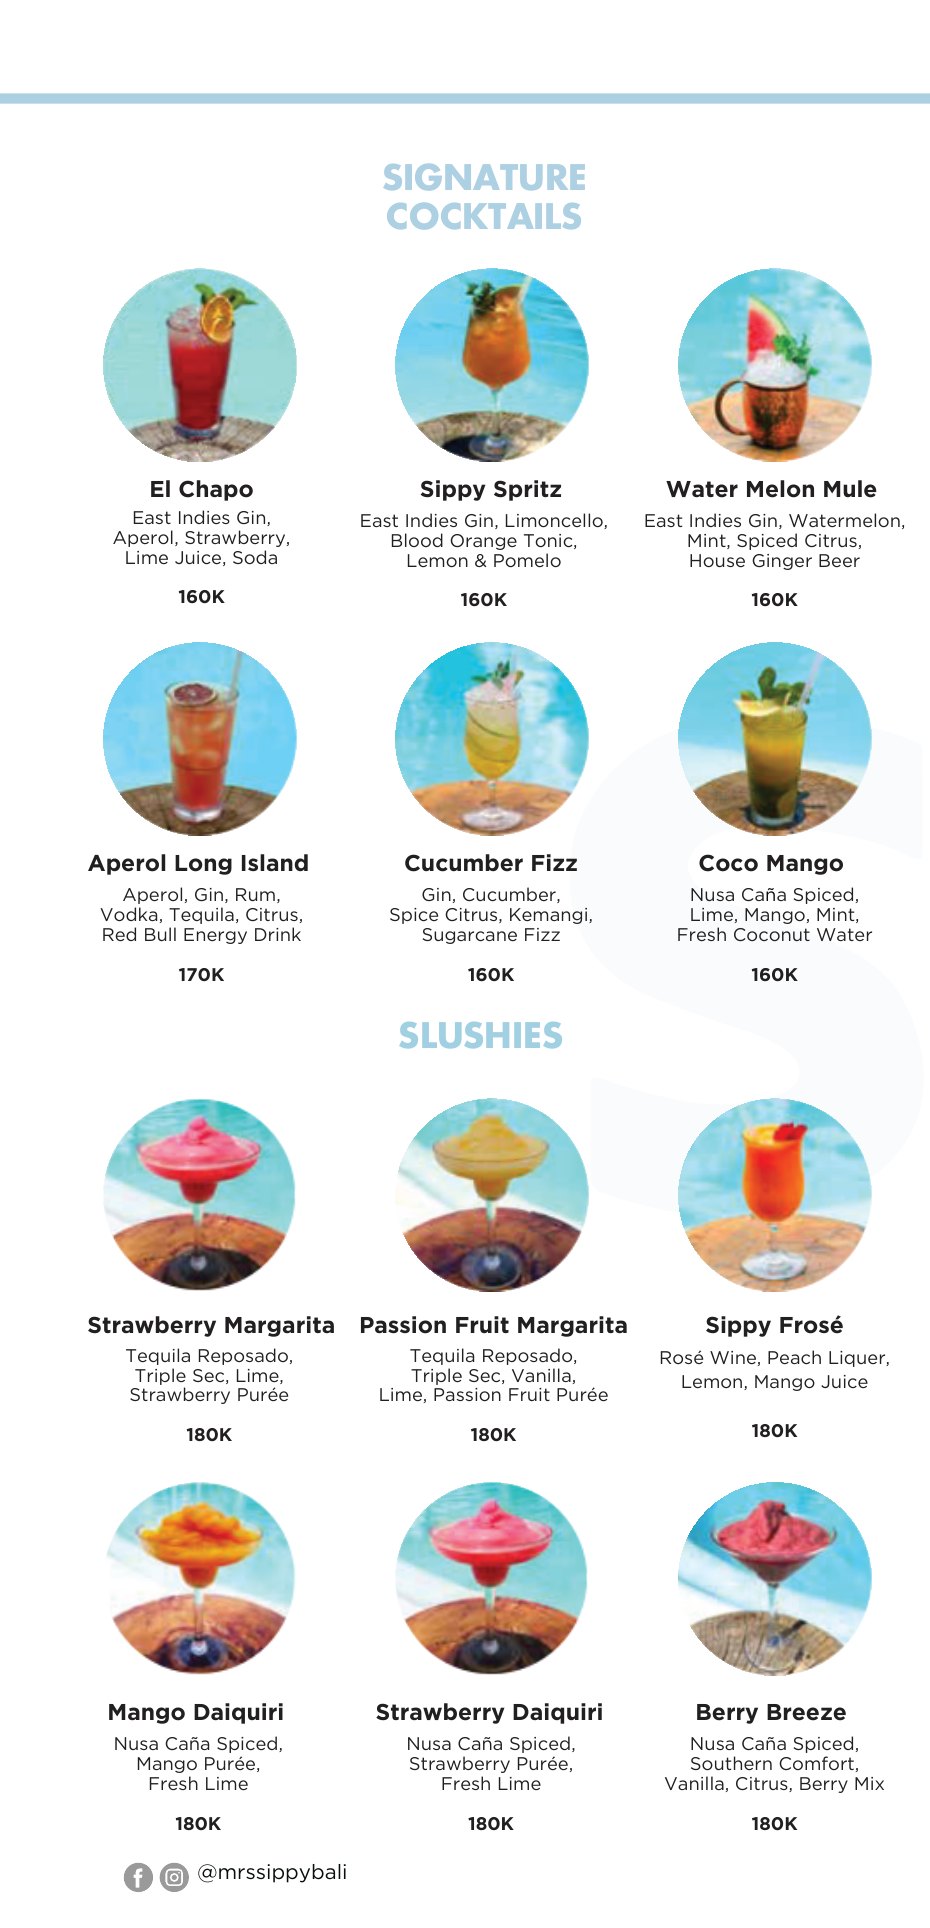 SIGNATURE
COCKTAILS
El Chapo
East Indies Gin,
Aperol, Strawberry,
Lime Juice, Soda
160K
Sippy Spritz
East Indies Gin, Limoncello,
Blood Orange Tonic,
Lemon & Pomelo
160K
Water Melon Mule
East Indies Gin, Watermelon,
Mint, Spiced Citrus,
House Ginger Beer
160K
Aperol Long Island
Aperol, Gin, Rum,
Vodka, Tequila, Citrus,
Red Bull Energy Drink
170K
Cucumber Fizz
Gin, Cucumber,
Spice Citrus, Kemangi,
Sugarcane Fizz
160K
Coco Mango
Nusa Caña Spiced,
Lime, Mango, Mint,
Fresh Coconut Water
160K
SLUSHIES
Strawberry Margarita
Tequila Reposado,
Triple Sec, Lime,
Strawberry Purée
180K
Passion Fruit Margarita
Tequila Reposado,
Triple Sec, Vanilla,
Lime, Passion Fruit Purée
180K
Sippy Frosé
Rosé Wine, Peach Liquer,
Lemon, Mango Juice
180K
Mango Daiquiri
Nusa Caña Spiced,
Mango Purée,
Fresh Lime
180K
Strawberry Daiquiri
Nusa Caña Spiced,
Strawberry Purée,
Fresh Lime
180K
Berry Breeze
Nusa Caña Spiced,
Southern Comfort,
Vanilla, Citrus, Berry Mix
180K
@mrssippybali